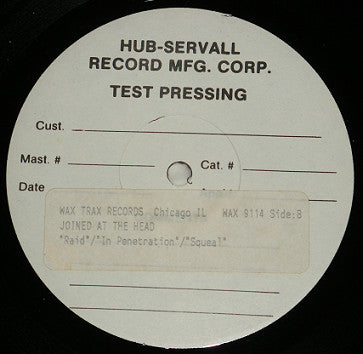 HUB-SERVALL
RECORD MFG. CORP.
TEST PRESSING
Cust.
Mast. # Cat. #
Date
WAX TRAX RECORDS Chicago IL WAX 9114 Side:B
JOINED AT THE HEAD
"Raid"/"In Penetration"/"Squeal"